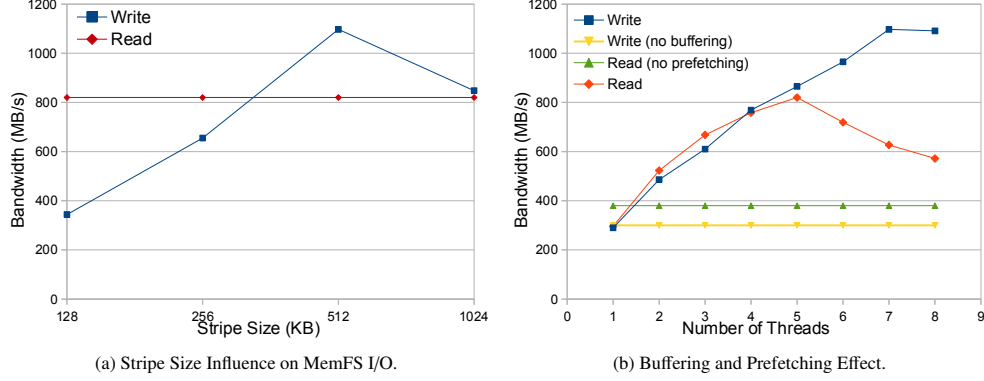 1200
1000
800
600
400
200
0
128
256
512
1024
Bandwidth (MB/s)
Stripe Size (KB)
Write
Read
(a) Stripe Size Influence on MemFS I/O.
1200
1000
800
600
400
200
0
0
1
2
3
4
5
6
7
8
9
Bandwidth (MB/s)
Number of Threads
Write
Write (no buffering)
Read (no prefetching)
Read
(b) Buffering and Prefetching Effect.